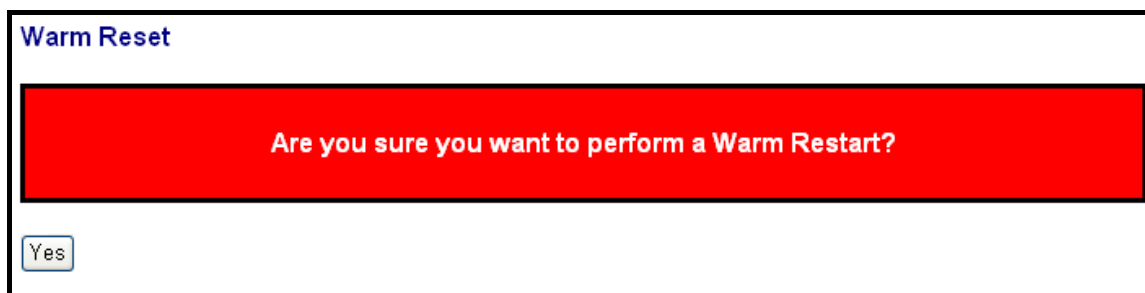 Warm Reset
Are you sure you want to perform a Warm Restart?
Yes